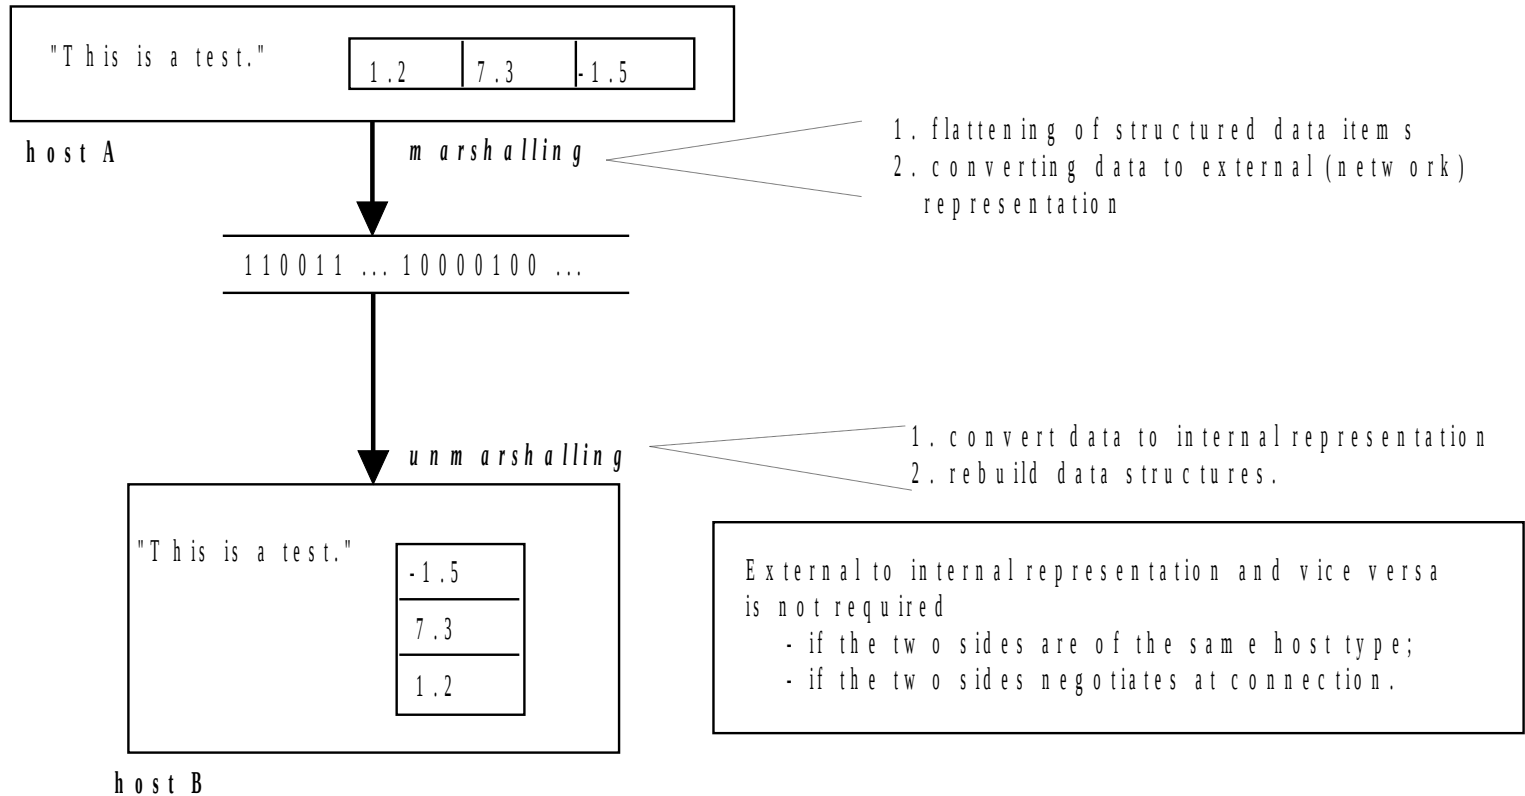 "This is a test."
1.2 7.3 -1.5
host A
marshalling
1. flattening of structured data items
2. converting data to external (network)
representation
110011 ... 10000100 ...
unmarshalling
1. convert data to internal representation
2. rebuild data structures.
"This is a test."
-1.5
7.3
1.2
External to internal representation and vice versa
is not required
- if the two sides are of the same host type;
- if the two sides negotiates at connection.
host B